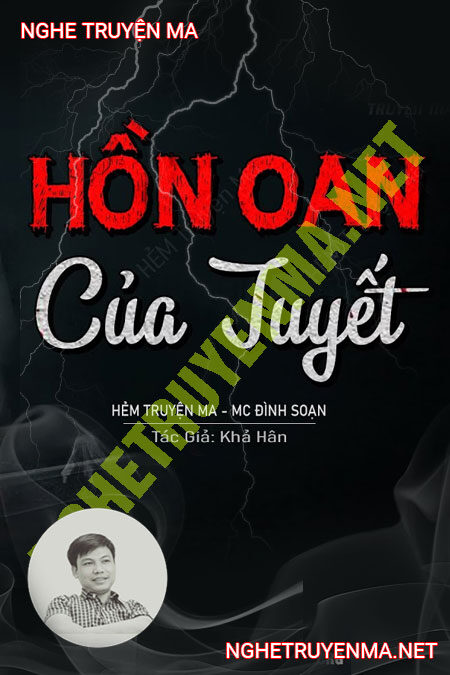 NGHE TRUYỆN MA
HỒN OAN
Của Tuyết
HẺM TRUYỆN MA - MC ĐÌNH SOẠN
Tác Giả: Khả Hân
NGHETRUYENMA.NET
NGHETRUYENMA.NET